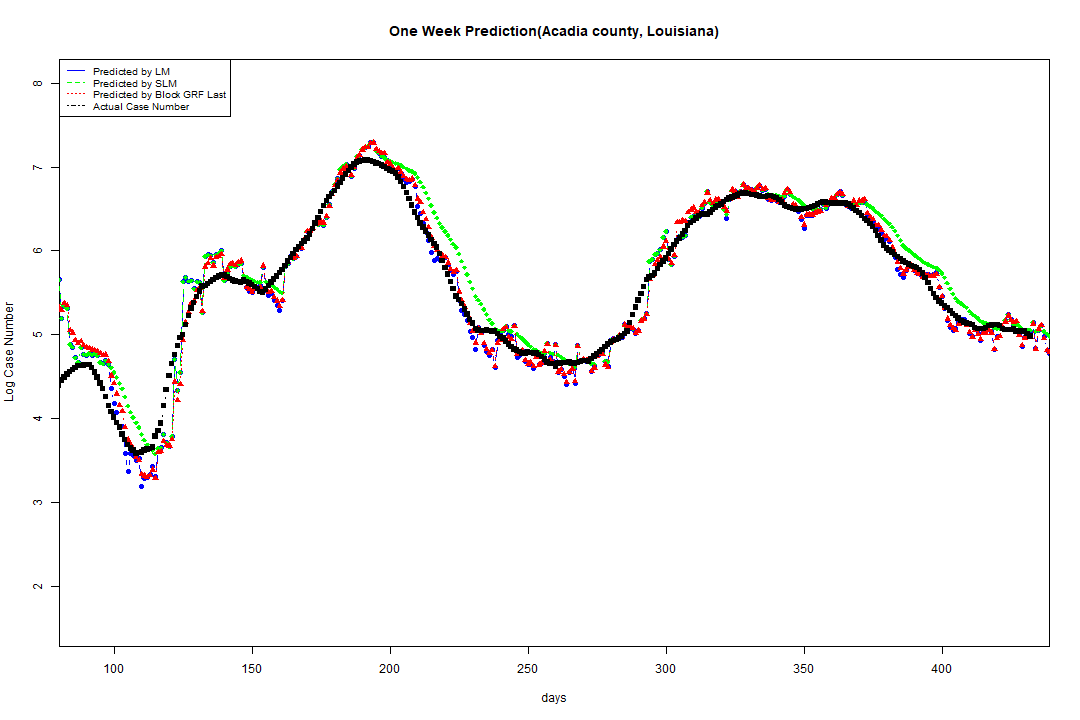 One Week Prediction(Acadia county, Louisiana)
Predicted by LM
Predicted by SLM
Predicted by Block GRF Last
Actual Case Number
Log Case Number
8
7
6
5
4
3
2
100 150 200 250 300 350 400
days